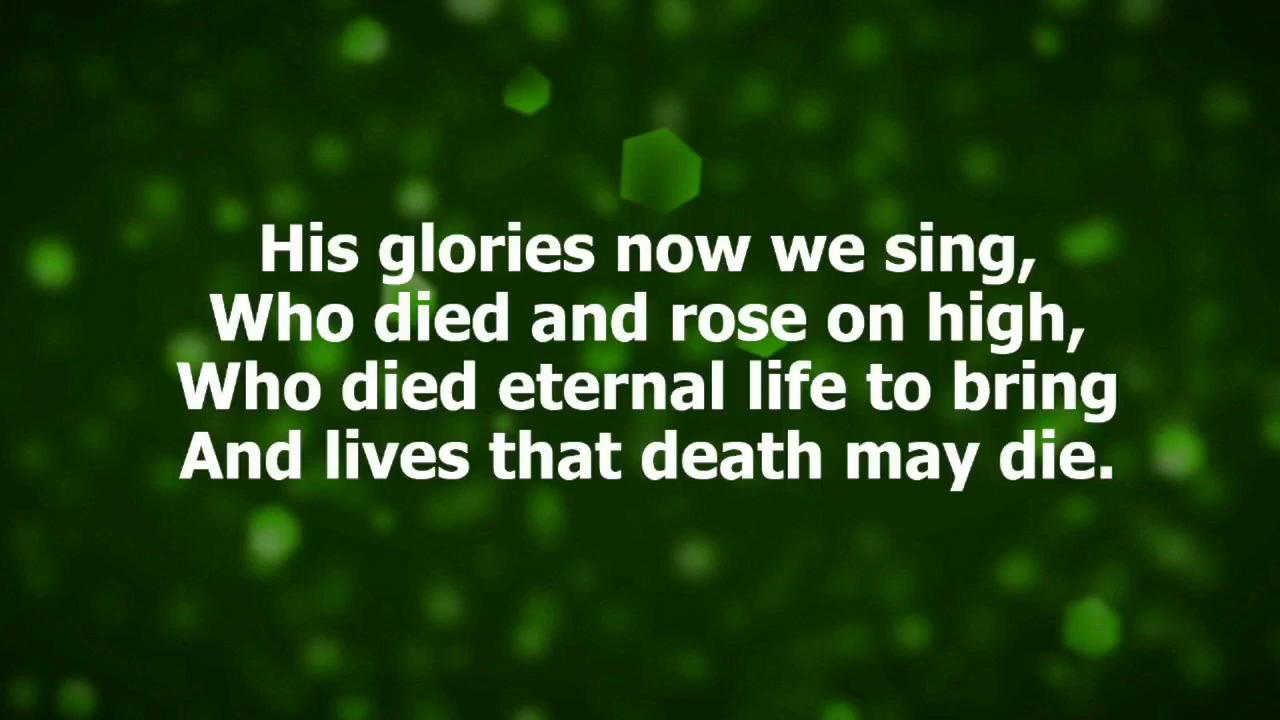 His glories now we sing,
Who died and rose on high,
Who died eternal life to bring
And lives that death may die.